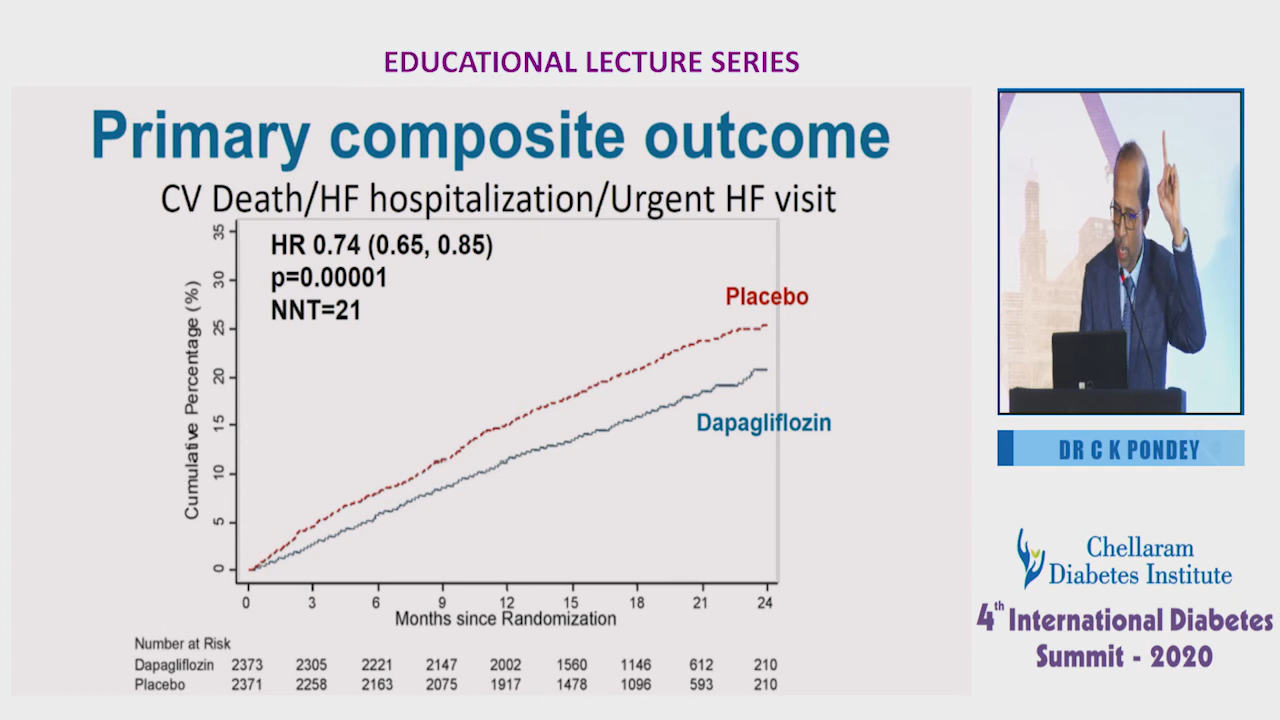 EDUCATIONAL LECTURE SERIES
Primary composite outcome
CV Death/HF hospitalization/Urgent HF visit
HR 0.74 (0.65, 0.85)
p=0.00001
NNT=21
Placebo
Dapagliflozin
Cumulative Percentage (%)
35
30
25
20
15
10
5
0
0 3 6 9 12 15 18 21 24
Months since Randomization
Number at Risk
Dapagliflozin 2373 2305 2221 2147 2002 1560 1146 612 210
Placebo 2371 2258 2163 2075 1917 1478 1096 593 210
DR C K PONDEY
Chellaram
Diabetes Institute
4th International Diabetes
Summit - 2020